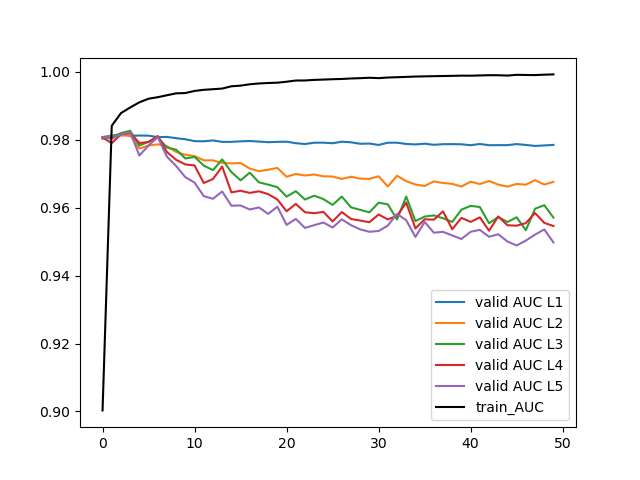 1.00
0.98
0.96
0.94
0.92
0.90
0
10
20
30
40
50
valid AUC L1
valid AUC L2
valid AUC L3
valid AUC L4
valid AUC L5
train_AUC